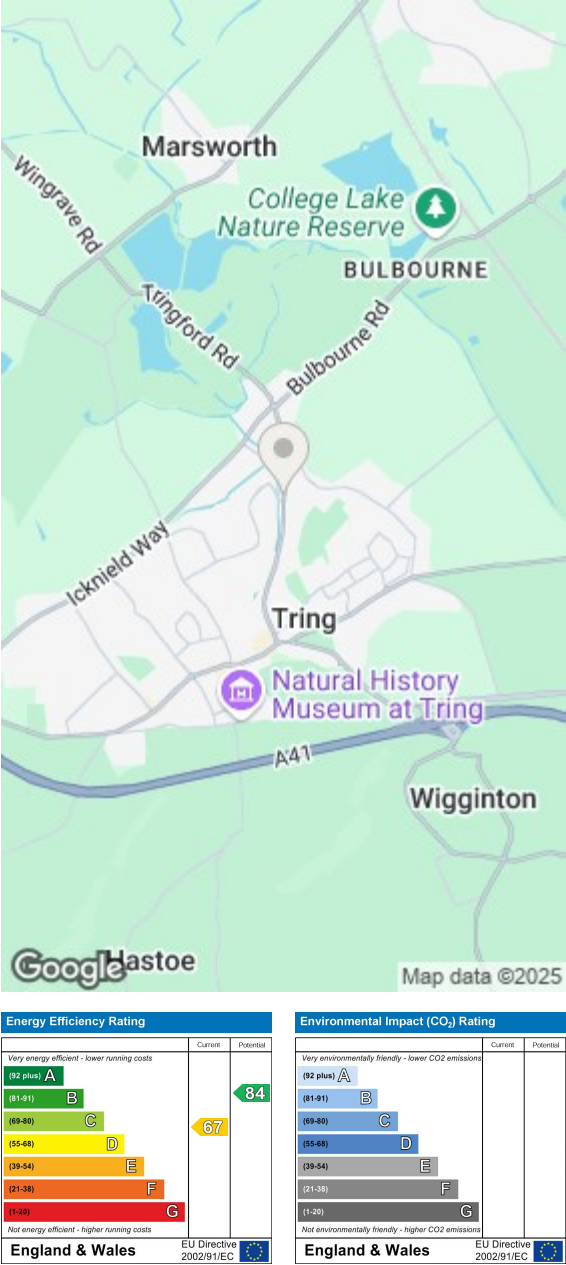 Marsworth
Wingrave Rd
College Lake
Nature Reserve
BULBOURNE
Tringford Rd
Bulbourne Rd
Icknield Way
Tring
Natural History
Museum at Tring
A41
Wigginton
Hastoe
Google
Map data ©2025
Energy Efficiency Rating
Current Potential
Very energy efficient - lower running costs
(92 plus) A
(81-91) B
84
(69-80) C
67
(55-68) D
(39-54) E
(21-38) F
(1-20) G
Not energy efficient - higher running costs
England & Wales
EU Directive
2002/91/EC
Environmental Impact (CO2) Rating
Current Potential
Very environmentally friendly - lower CO2 emissions
(92 plus) A
(81-91) B
(69-80) C
(55-68) D
(39-54) E
(21-38) F
(1-20) G
Not environmentally friendly - higher CO2 emissions
England & Wales
EU Directive
2002/91/EC